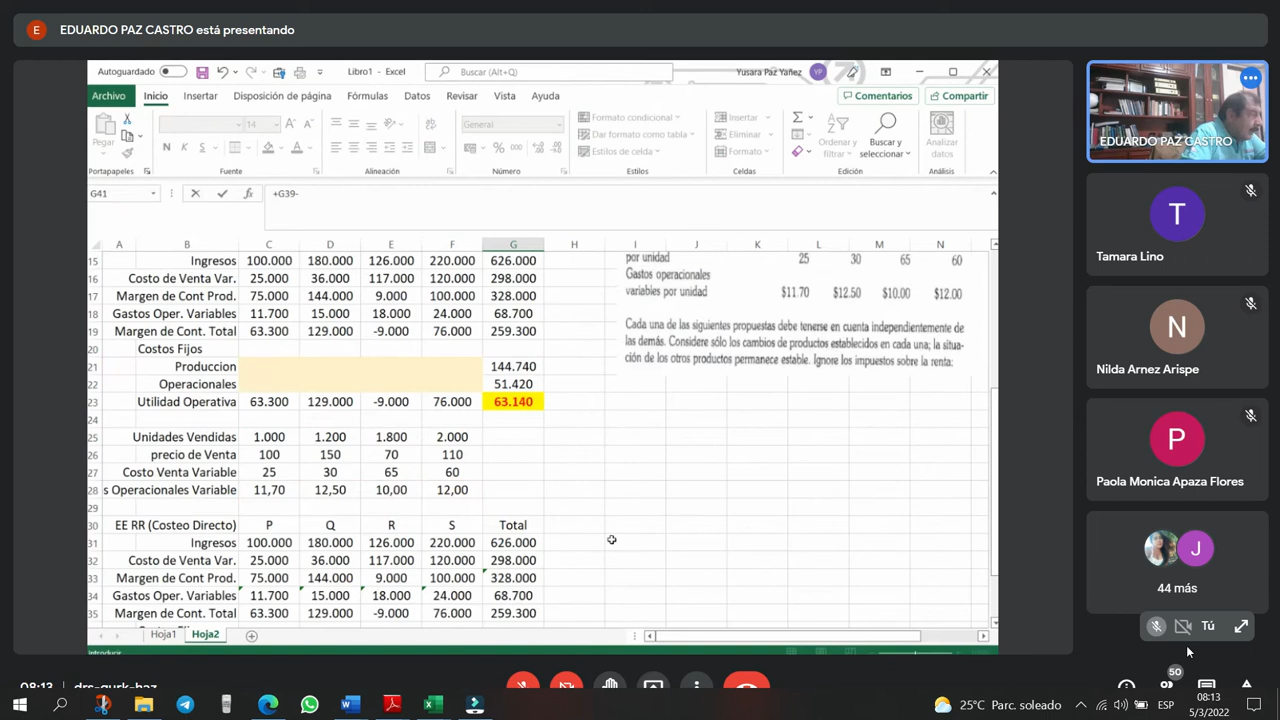 E EDUARDO PAZ CASTRO está presentando
Autoguardado Libro1 - Excel Buscar (Alt+Q) Yusara Paz Yañez YP
Archivo Inicio Insertar Disposición de página Fórmulas Datos Revisar Vista Ayuda Comentarios Compartir
Pegar 14 General Formato condicional Dar formato como tabla Estilos de celda Insertar Eliminar Formato Ordenar y filtrar Buscar y seleccionar Analizar datos
Portapapeles Fuente Alineación Número Estilos Celdas Edición Análisis
G41 fx +G39-
A B C D E F G H I J K L M N
15 Ingresos 100.000 180.000 126.000 220.000 626.000
16 Costo de Venta Var. 25.000 36.000 117.000 120.000 298.000
17 Margen de Cont Prod. 75.000 144.000 9.000 100.000 328.000
18 Gastos Oper. Variables 11.700 15.000 18.000 24.000 68.700
19 Margen de Cont. Total 63.300 129.000 -9.000 76.000 259.300
20 Costos Fijos
21 Produccion 144.740
22 Operacionales 51.420
23 Utilidad Operativa 63.300 129.000 -9.000 76.000 63.140
24
25 Unidades Vendidas 1.000 1.200 1.800 2.000
26 precio de Venta 100 150 70 110
27 Costo Venta Variable 25 30 65 60
28 s Operacionales Variable 11,70 12,50 10,00 12,00
29
30 EE RR (Costeo Directo) P Q R S Total
31 Ingresos 100.000 180.000 126.000 220.000 626.000
32 Costo de Venta Var. 25.000 36.000 117.000 120.000 298.000
33 Margen de Cont Prod. 75.000 144.000 9.000 100.000 328.000
34 Gastos Oper. Variables 11.700 15.000 18.000 24.000 68.700
35 Margen de Cont. Total 63.300 129.000 -9.000 76.000 259.300
por unidad 25 30 65 60
Gastos operacionales
variables por unidad $11.70 $12.50 $10.00 $12.00
Cada una de las siguientes propuestas debe tenerse en cuenta independientemente de
las demás. Considere sólo los cambios de productos establecidos en cada una; la situa-
ción de los otros productos permanece estable. Ignore los impuestos sobre la renta:
Hoja1 Hoja2
Introducir
EDUARDO PAZ CASTRO
T
Tamara Lino
N
Nilda Arnez Arispe
P
Paola Monica Apaza Flores
J
44 más
Tú
50
08:13 drs-qurk-haz
25°C Parc. soleado ESP 08:13
5/3/2022